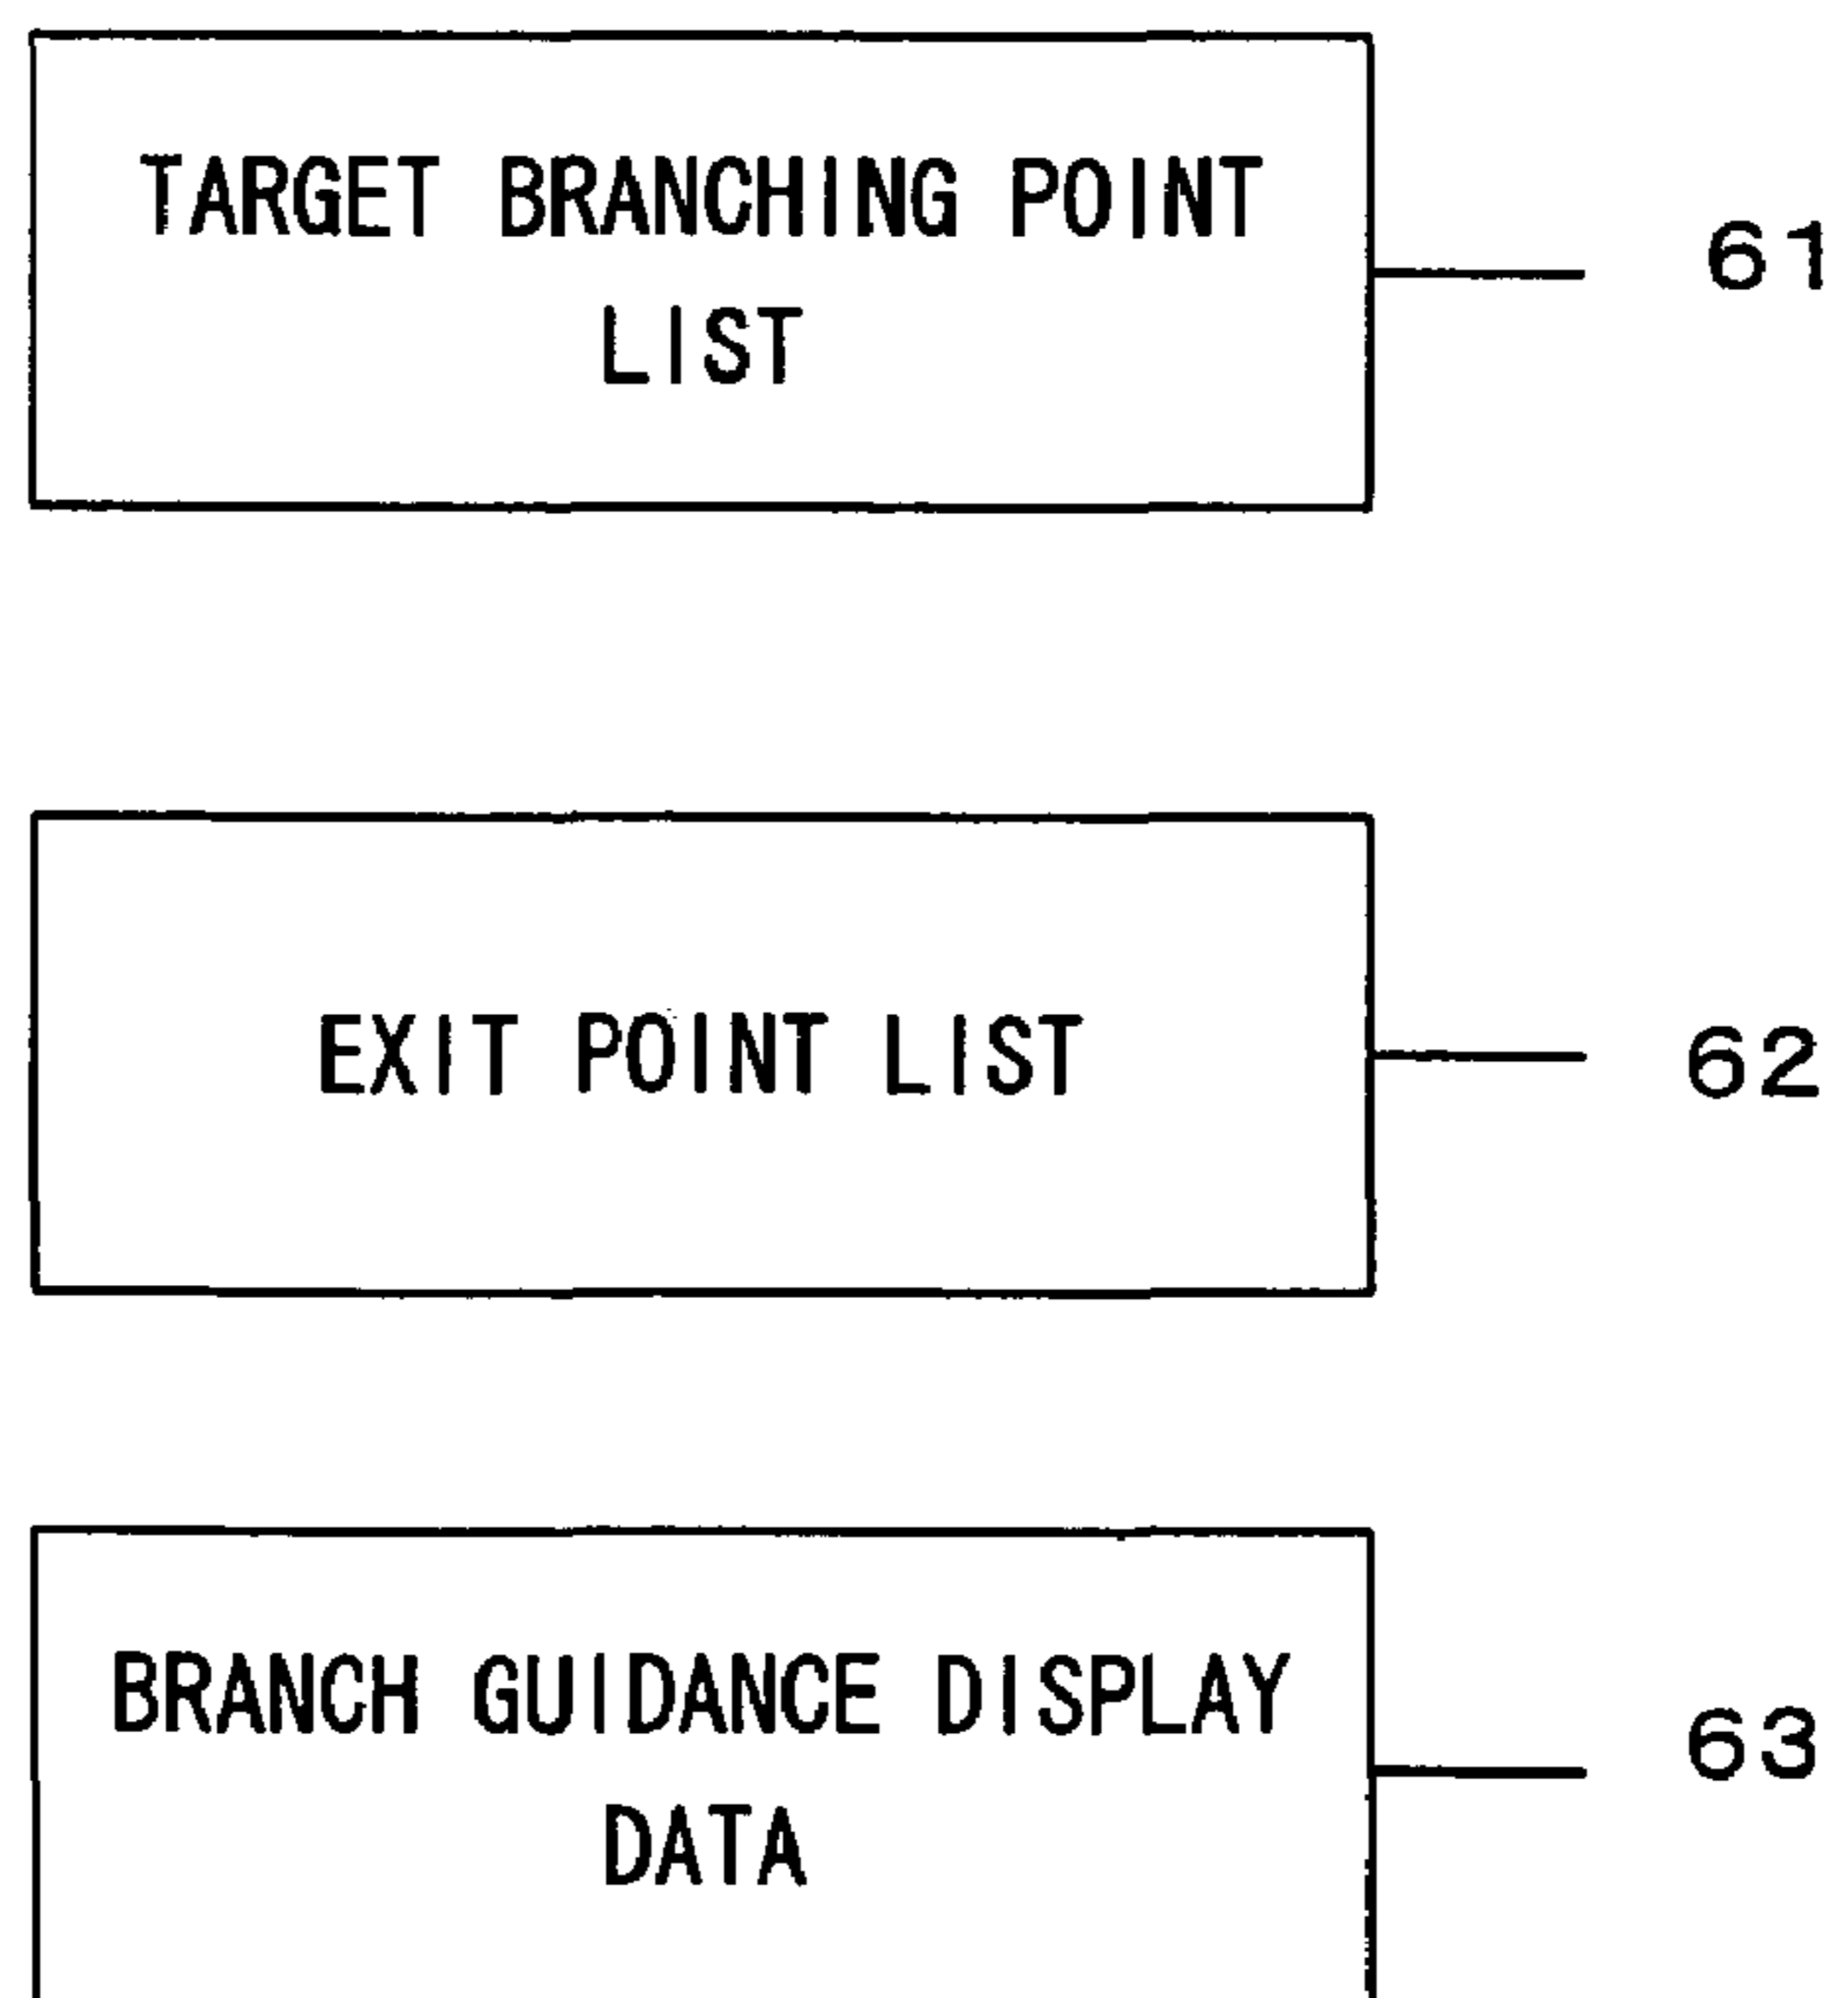 TARGET BRANCHING POINT
LIST
61
EXIT POINT LIST
62
BRANCH GUIDANCE DISPLAY
DATA
63